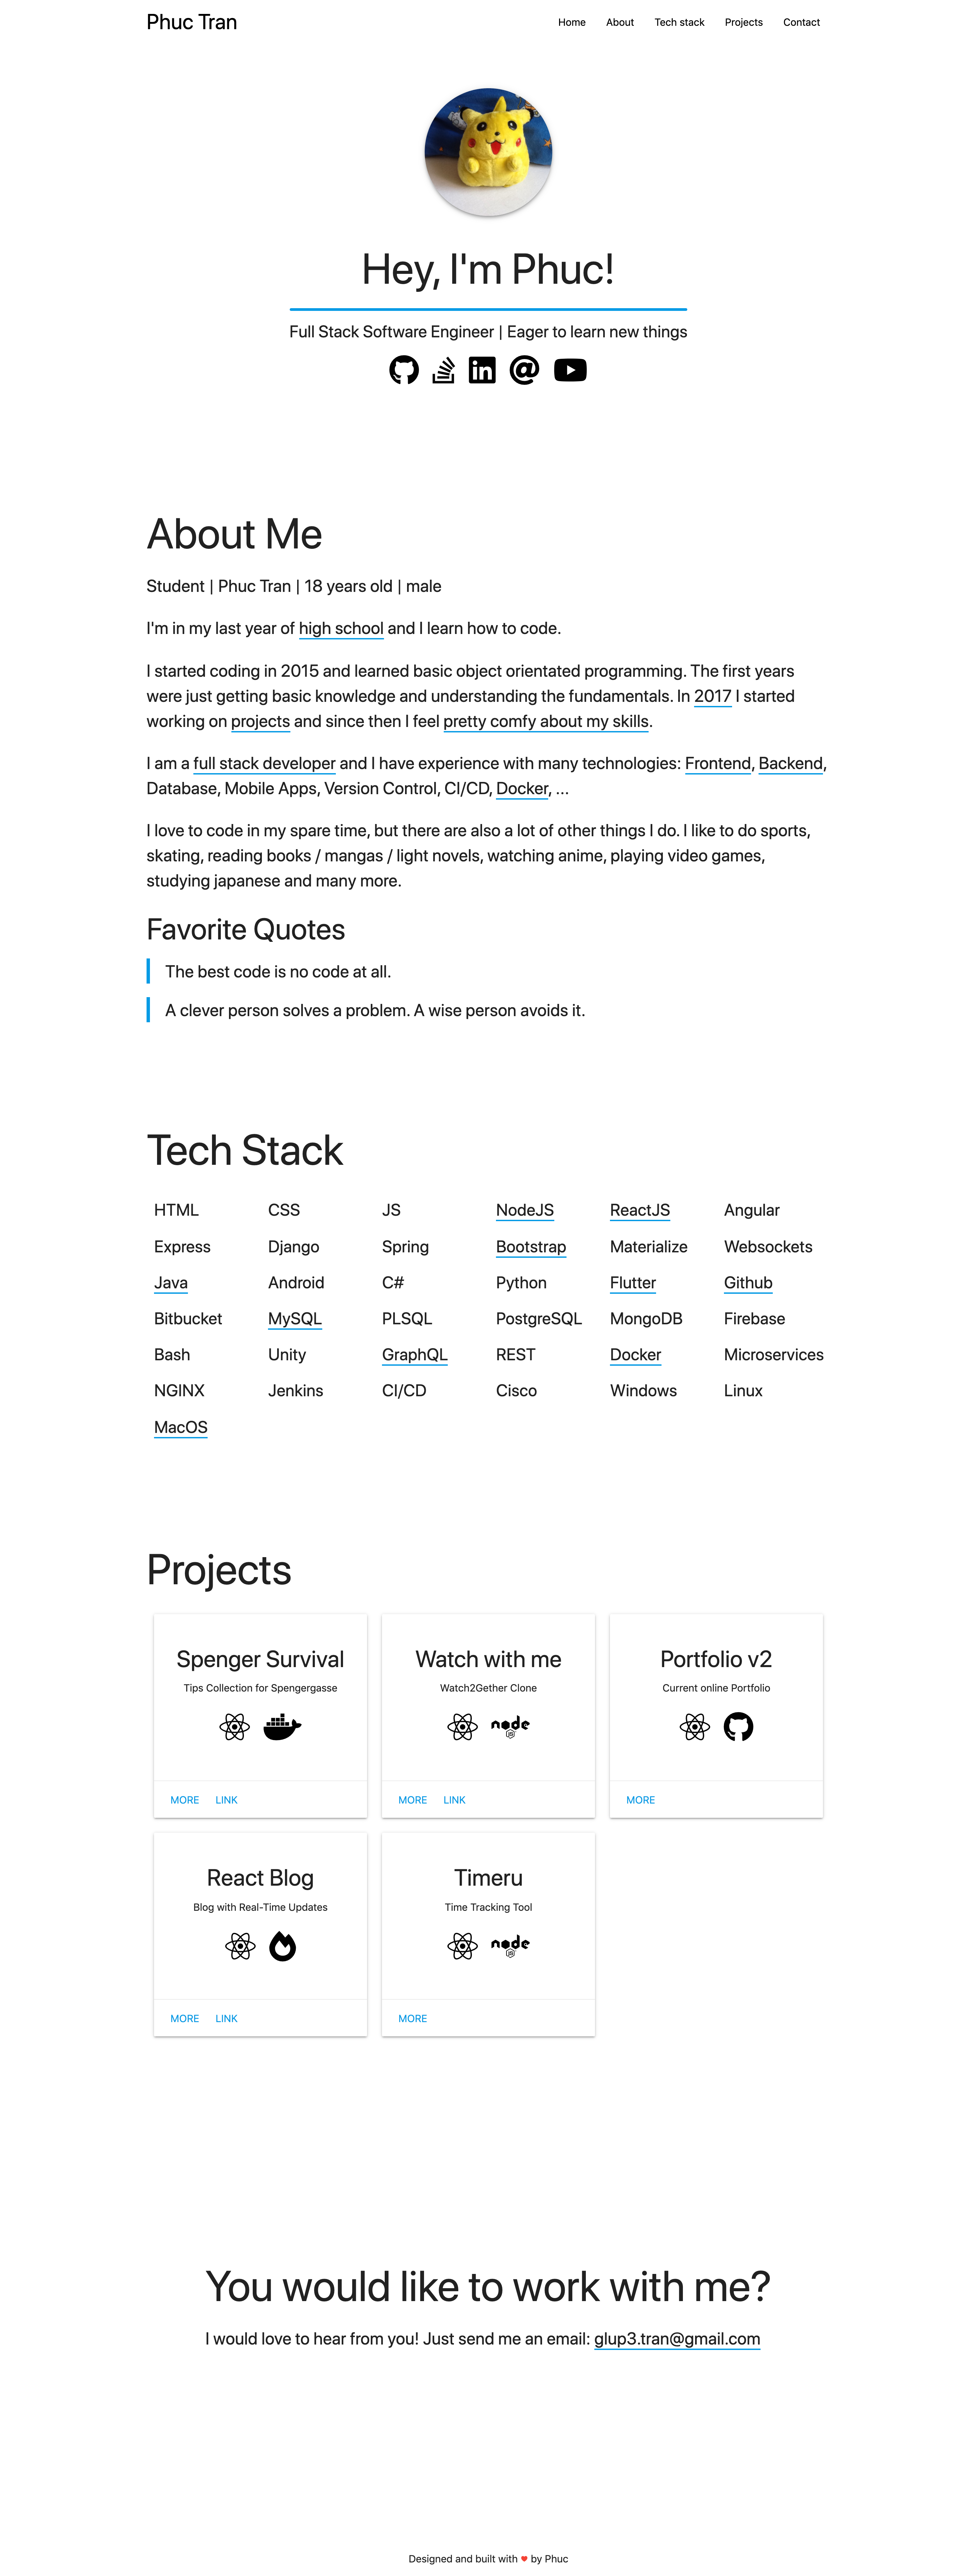 Phuc Tran
Home About Tech stack Projects Contact
Hey, I'm Phuc!
Full Stack Software Engineer | Eager to learn new things
About Me
Student | Phuc Tran | 18 years old | male
I'm in my last year of high school and I learn how to code.
I started coding in 2015 and learned basic object orientated programming. The first years
were just getting basic knowledge and understanding the fundamentals. In 2017 I started
working on projects and since then I feel pretty comfy about my skills.
I am a full stack developer and I have experience with many technologies: Frontend, Backend,
Database, Mobile Apps, Version Control, CI/CD, Docker, ...
I love to code in my spare time, but there are also a lot of other things I do. I like to do sports,
skating, reading books / mangas / light novels, watching anime, playing video games,
studying japanese and many more.
Favorite Quotes
The best code is no code at all.
A clever person solves a problem. A wise person avoids it.
Tech Stack
HTML CSS JS NodeJS ReactJS Angular
Express Django Spring Bootstrap Materialize Websockets
Java Android C# Python Flutter Github
Bitbucket MySQL PLSQL PostgreSQL MongoDB Firebase
Bash Unity GraphQL REST Docker Microservices
NGINX Jenkins CI/CD Cisco Windows Linux
MacOS
Projects
Spenger Survival
Tips Collection for Spengergasse
MORE LINK
Watch with me
Watch2Gether Clone
node
JS
MORE LINK
Portfolio v2
Current online Portfolio
MORE
React Blog
Blog with Real-Time Updates
MORE LINK
Timeru
Time Tracking Tool
node
JS
MORE
You would like to work with me?
I would love to hear from you! Just send me an email: glup3.tran@gmail.com
Designed and built with ♥ by Phuc